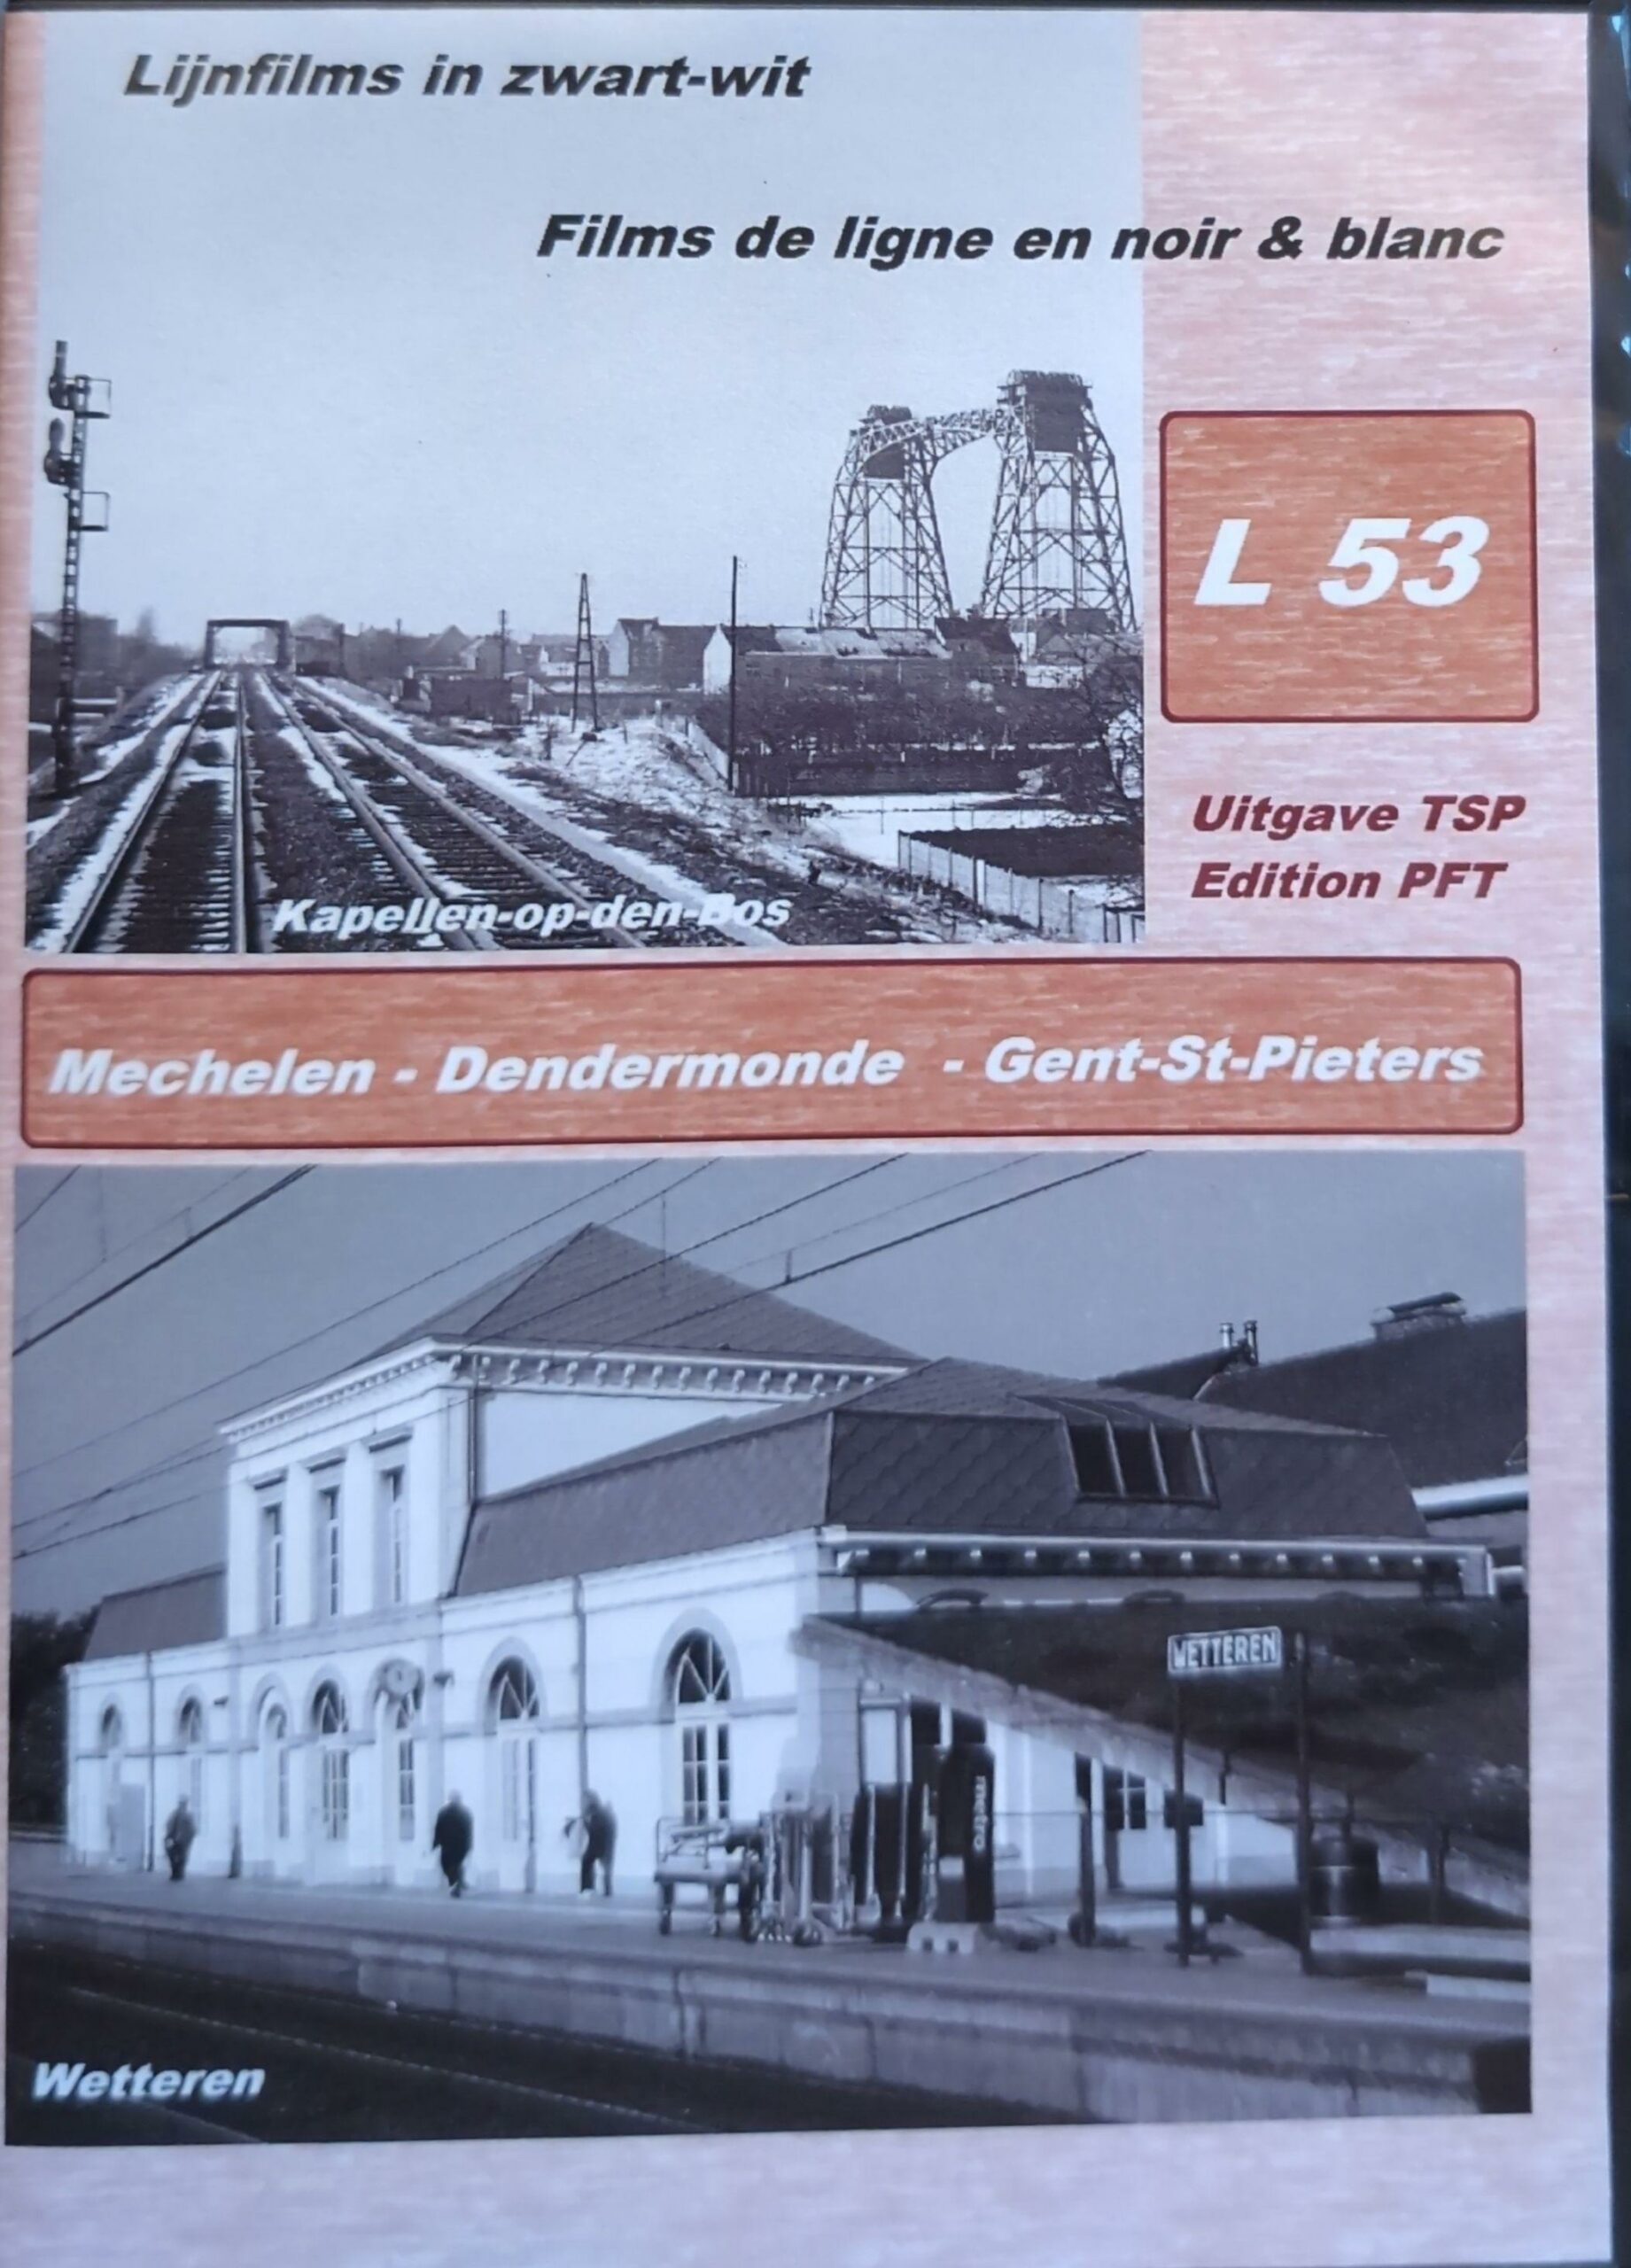 Lijnfilms in zwart-wit
Films de ligne en noir & blanc
L 53
Uitgave TSP
Edition PFT
Kapellen-op-den-Bos
Mechelen - Dendermonde - Gent-St-Pieters
WETTEREN
metro
Wetteren